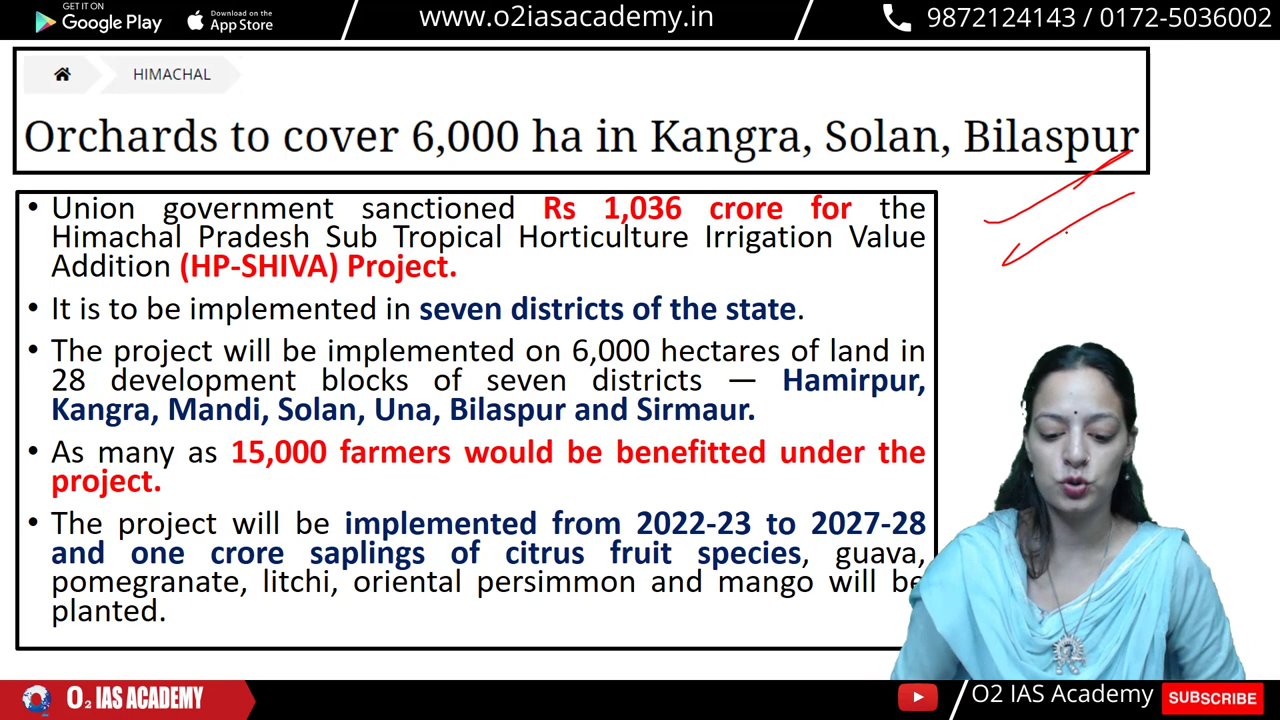 GET IT ON
Google Play
Download on the
App Store
www.o2iasacademy.in
9872124143 / 0172-5036002
HIMACHAL
Orchards to cover 6,000 ha in Kangra, Solan, Bilaspur
• Union government sanctioned Rs 1,036 crore for the
Himachal Pradesh Sub Tropical Horticulture Irrigation Value
Addition (HP-SHIVA) Project.
• It is to be implemented in seven districts of the state.
• The project will be implemented on 6,000 hectares of land in
28 development blocks of seven districts — Hamirpur,
Kangra, Mandi, Solan, Una, Bilaspur and Sirmaur.
• As many as 15,000 farmers would be benefitted under the
project.
• The project will be implemented from 2022-23 to 2027-28
and one crore saplings of citrus fruit species, guava,
pomegranate, litchi, oriental persimmon and mango will be
planted.
O2 IAS ACADEMY
O2 IAS Academy
SUBSCRIBE